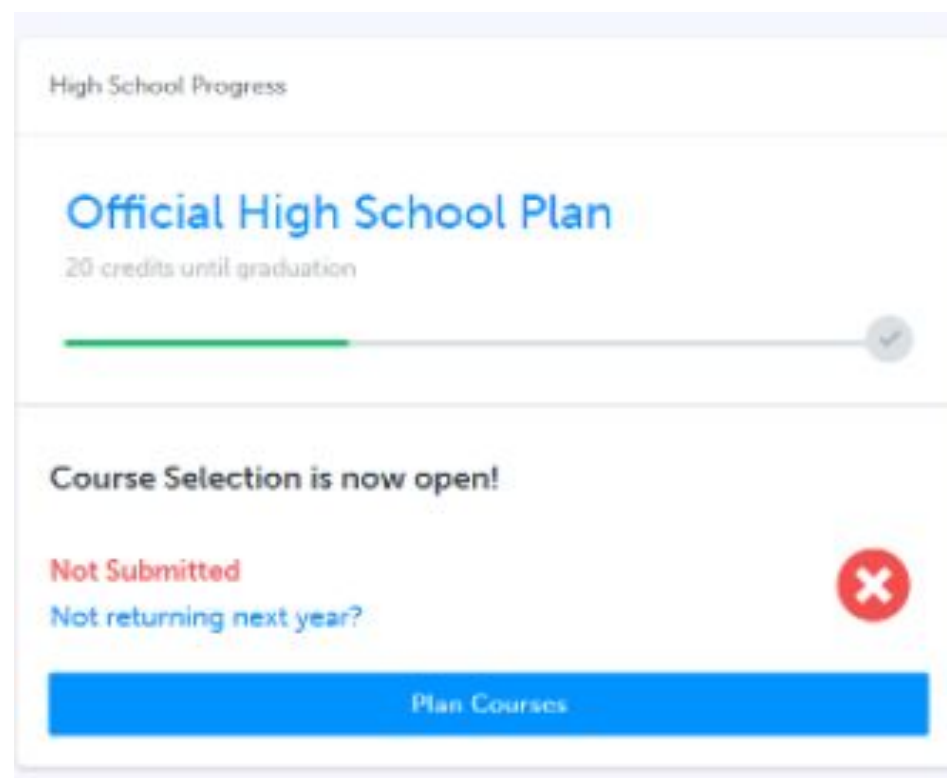 High School Progress
Official High School Plan
20 credits until graduation
Course Selection is now open!
Not Submitted
Not returning next year?
Plan Courses